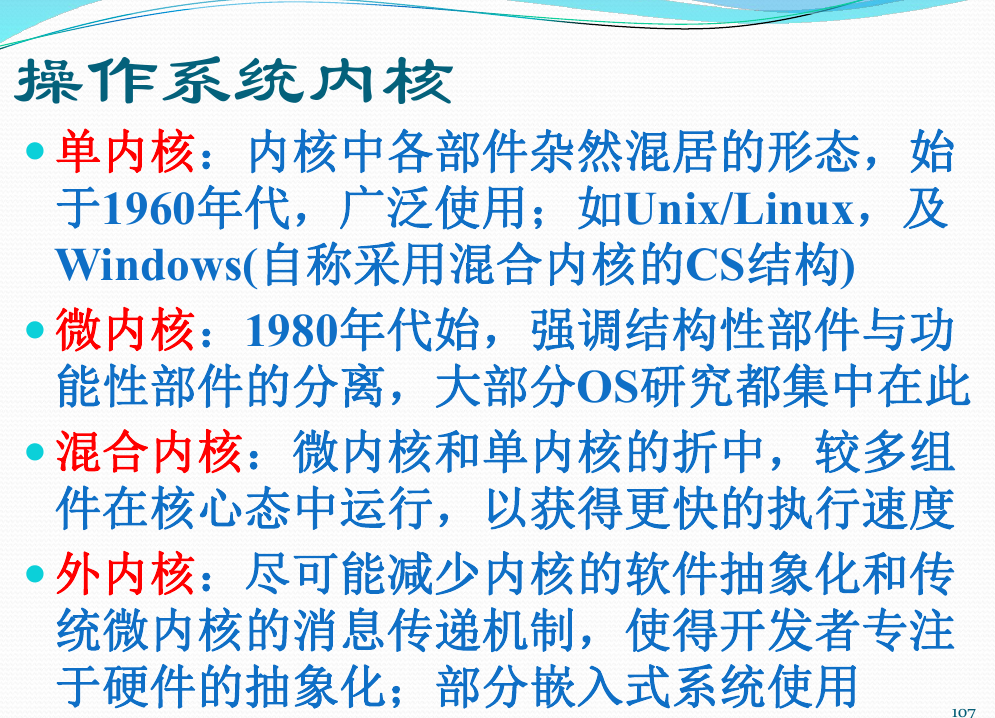 操作系统内核
单内核：内核中各部件杂然混居的形态，始
于1960年代，广泛使用；如Unix/Linux，及
Windows(自称采用混合内核的CS结构)
微内核：1980年代始，强调结构性部件与功
能性部件的分离，大部分OS研究都集中在此
混合内核：微内核和单内核的折中，较多组
件在核心态中运行，以获得更快的执行速度
外内核：尽可能减少内核的软件抽象化和传
统微内核的消息传递机制，使得开发者专注
于硬件的抽象化；部分嵌入式系统使用
107